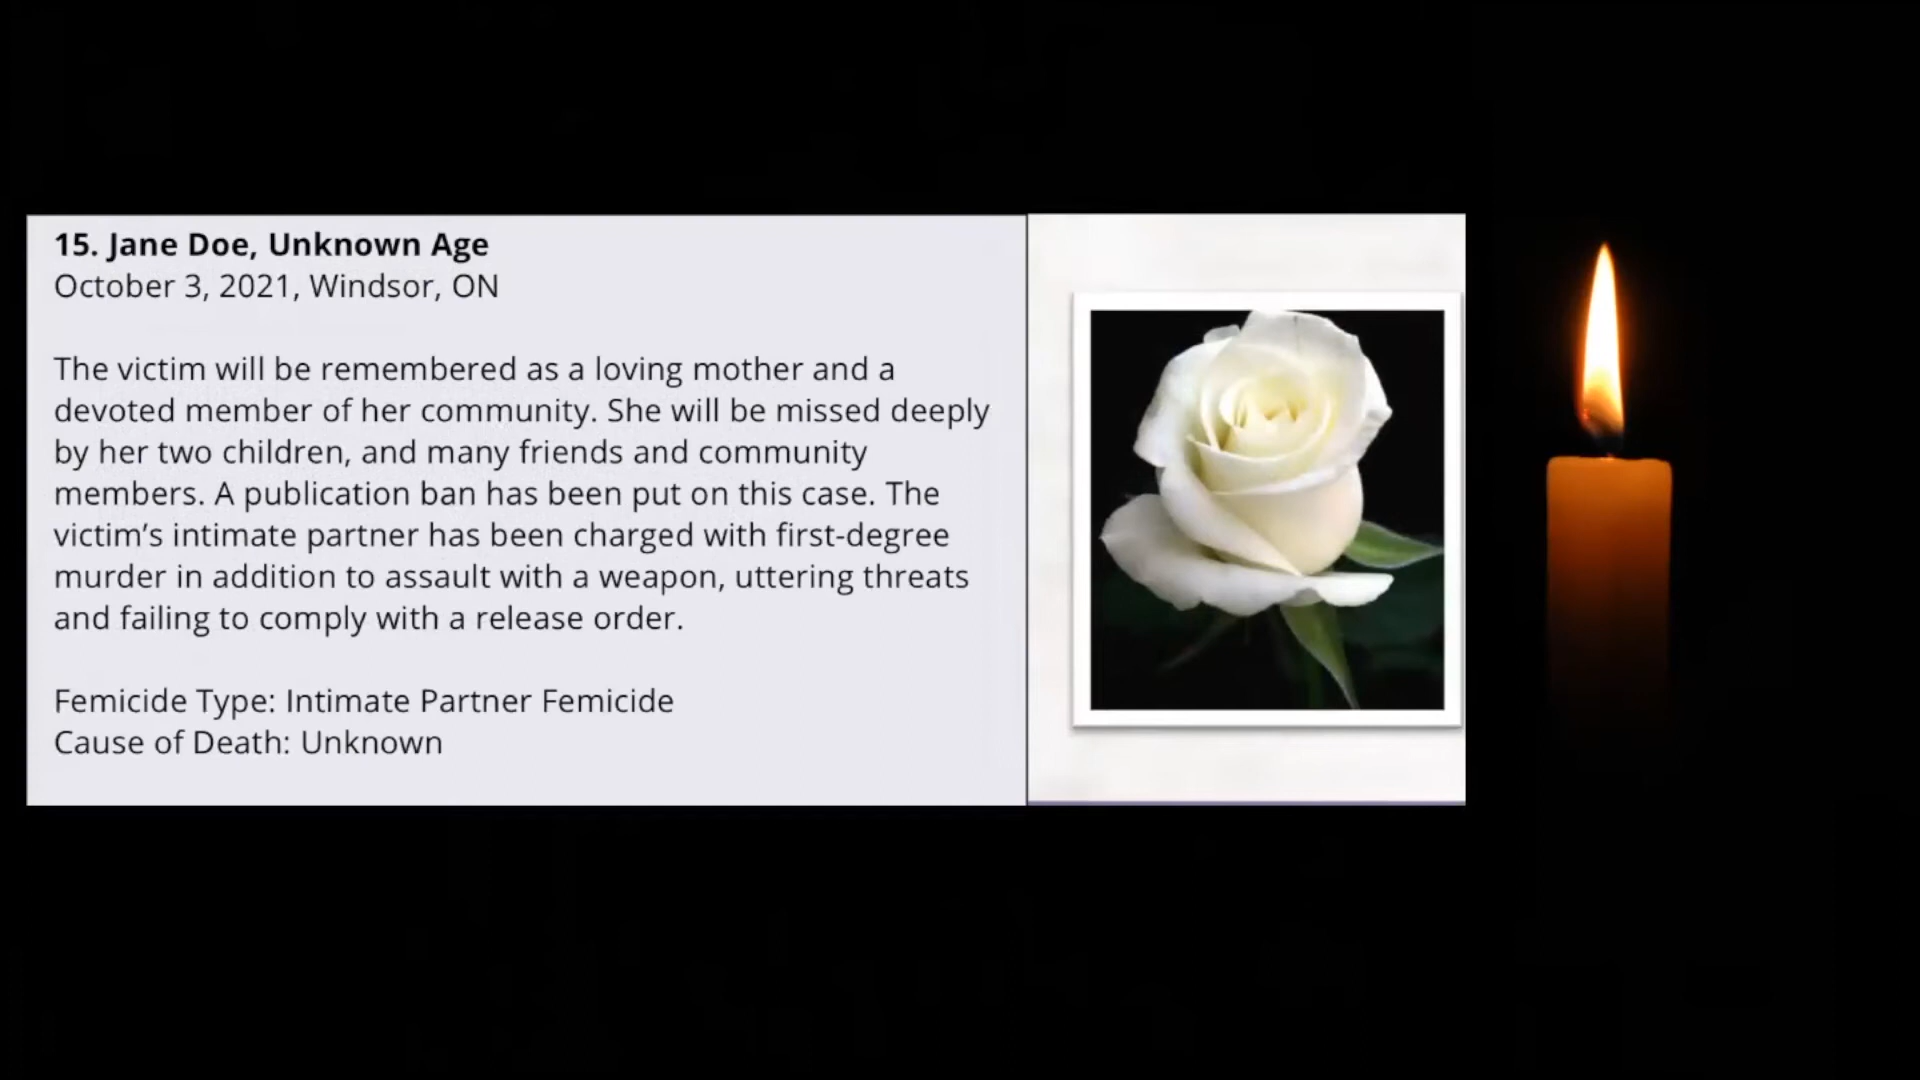 15. Jane Doe, Unknown Age
October 3, 2021, Windsor, ON
The victim will be remembered as a loving mother and a
devoted member of her community. She will be missed deeply
by her two children, and many friends and community
members. A publication ban has been put on this case. The
victim’s intimate partner has been charged with first-degree
murder in addition to assault with a weapon, uttering threats
and failing to comply with a release order.
Femicide Type: Intimate Partner Femicide
Cause of Death: Unknown